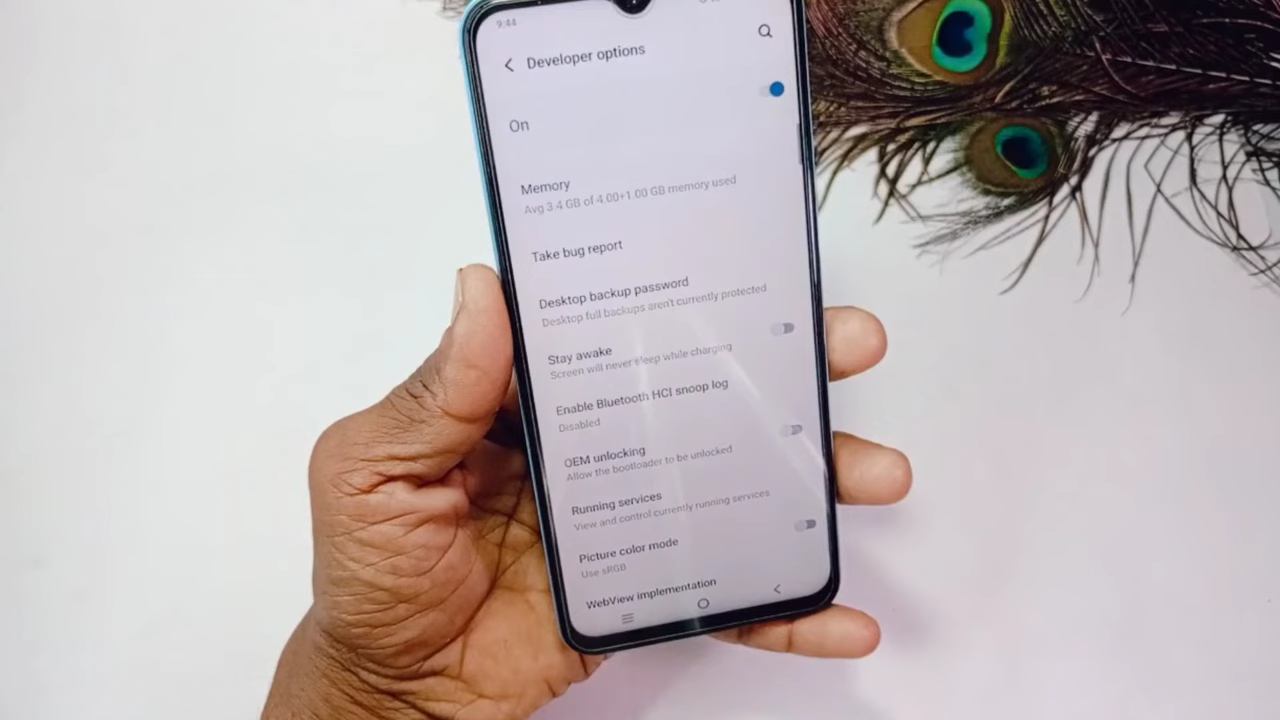 9:44
Developer options
On
Memory
Avg 3.4 GB of 4.00+1.00 GB memory used
Take bug report
Desktop backup password
Desktop full backups aren't currently protected
Stay awake
Screen will never sleep while charging
Enable Bluetooth HCI snoop log
Disabled
OEM unlocking
Allow the bootloader to be unlocked
Running services
View and control currently running services
Picture color mode
Use sRGB
WebView implementation